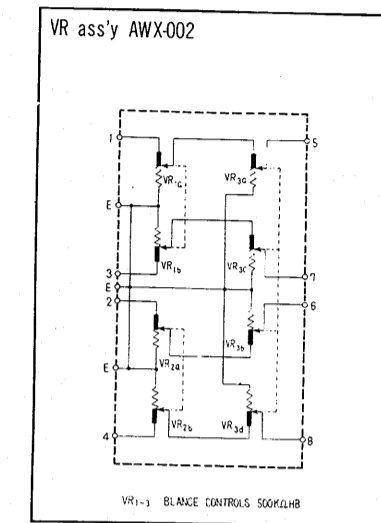 VR ass'y AWX-002
1
5
VR1a
VR3a
E
VR1b
VR3c
3
7
E
2
6
VR3b
VR2a
E
VR2b
VR3d
4
8
VR1-3 BLANCE CONTROLS 500KΩHB